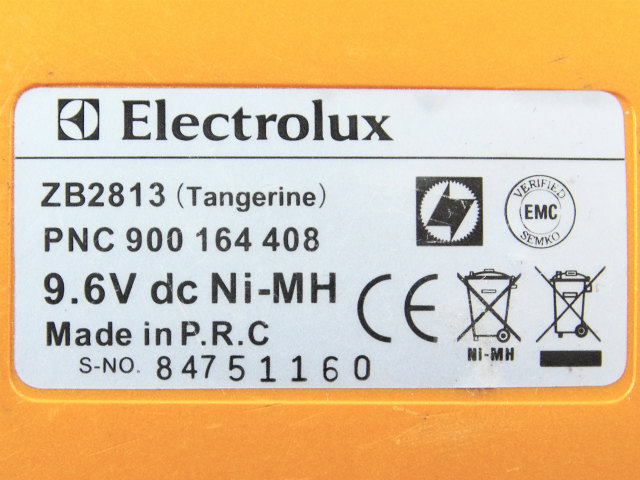 Electrolux
ZB2813 (Tangerine)
PNC 900 164 408
9.6V dc Ni-MH
Made in P.R.C
S-NO. 84751160
VERIFIED
EMC
SEMKO
CE
Ni-MH